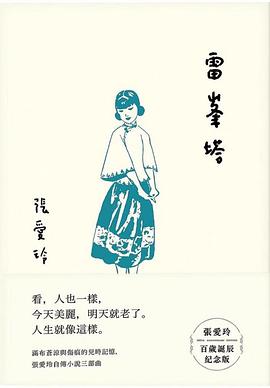 雷峯塔
張愛玲
看，人也一樣，
今天美麗，明天就老了。
人生就像這樣。
滿布蒼涼與傷痕的兒時記憶，
張愛玲自傳小說三部曲
張愛玲
百歲誕辰
紀念版